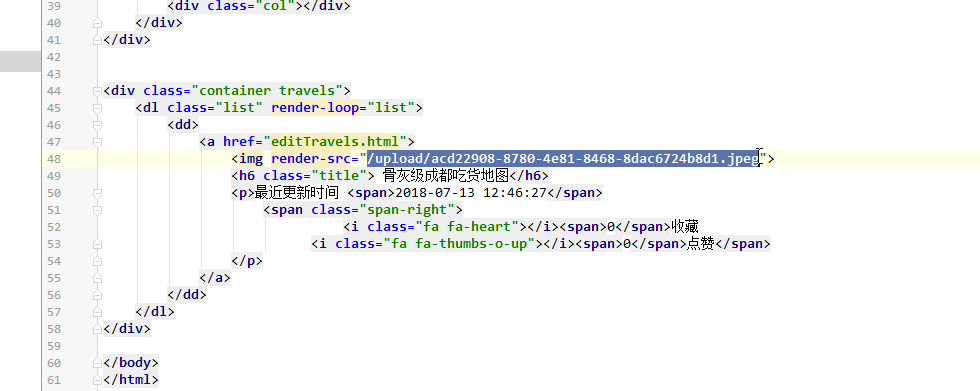 39 <div class="col"></div>
40 </div>
41 </div>
42
43
44 <div class="container travels">
45 <dl class="list" render-loop="list">
46 <dd>
47 <a href="editTravels.html">
48 <img render-src="/upload/acd22908-8780-4e81-8468-8dac6724b8d1.jpeg">
49 <h6 class="title"> 骨灰级成都吃货地图</h6>
50 <p>最近更新时间 <span>2018-07-13 12:46:27</span>
51 <span class="span-right">
52 <i class="fa fa-heart"></i><span>0</span>收藏
53 <i class="fa fa-thumbs-o-up"></i><span>0</span>点赞</span>
54 </p>
55 </a>
56 </dd>
57 </dl>
58 </div>
59
60 </body>
61 </html>